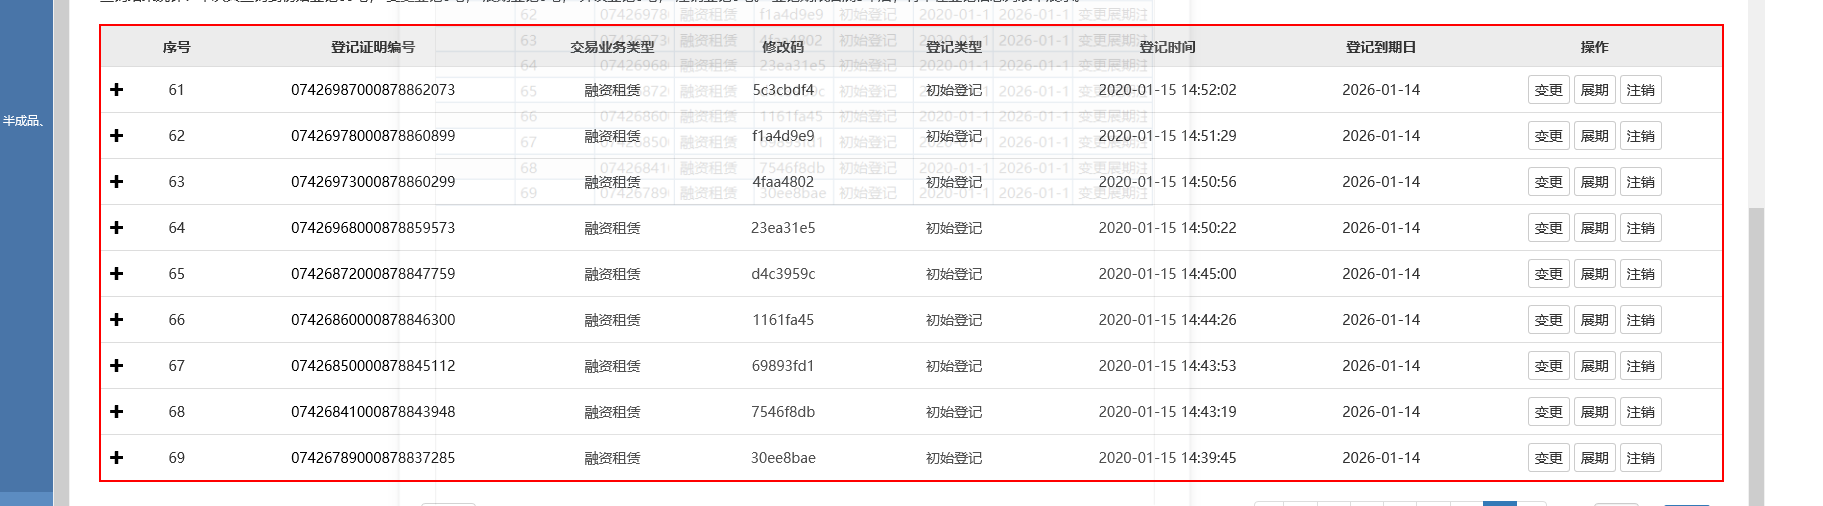 序号 登记证明编号 交易业务类型 修改码 登记类型 登记时间 登记到期日 操作
61 07426987000878862073 融资租赁 5c3cbdf4 初始登记 2020-01-15 14:52:02 2026-01-14 变更 展期 注销
半成品、
62 07426978000878860899 融资租赁 f1a4d9e9 初始登记 2020-01-15 14:51:29 2026-01-14 变更 展期 注销
63 07426973000878860299 融资租赁 4faa4802 初始登记 2020-01-15 14:50:56 2026-01-14 变更 展期 注销
64 07426968000878859573 融资租赁 23ea31e5 初始登记 2020-01-15 14:50:22 2026-01-14 变更 展期 注销
65 07426872000878847759 融资租赁 d4c3959c 初始登记 2020-01-15 14:45:00 2026-01-14 变更 展期 注销
66 07426860000878846300 融资租赁 1161fa45 初始登记 2020-01-15 14:44:26 2026-01-14 变更 展期 注销
67 07426850000878845112 融资租赁 69893fd1 初始登记 2020-01-15 14:43:53 2026-01-14 变更 展期 注销
68 07426841000878843948 融资租赁 7546f8db 初始登记 2020-01-15 14:43:19 2026-01-14 变更 展期 注销
69 07426789000878837285 融资租赁 30ee8bae 初始登记 2020-01-15 14:39:45 2026-01-14 变更 展期 注销